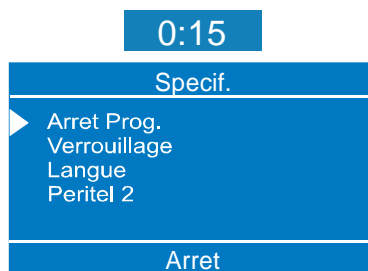 0:15
Specif.
Arret Prog.
Verrouillage
Langue
Peritel 2
Arret